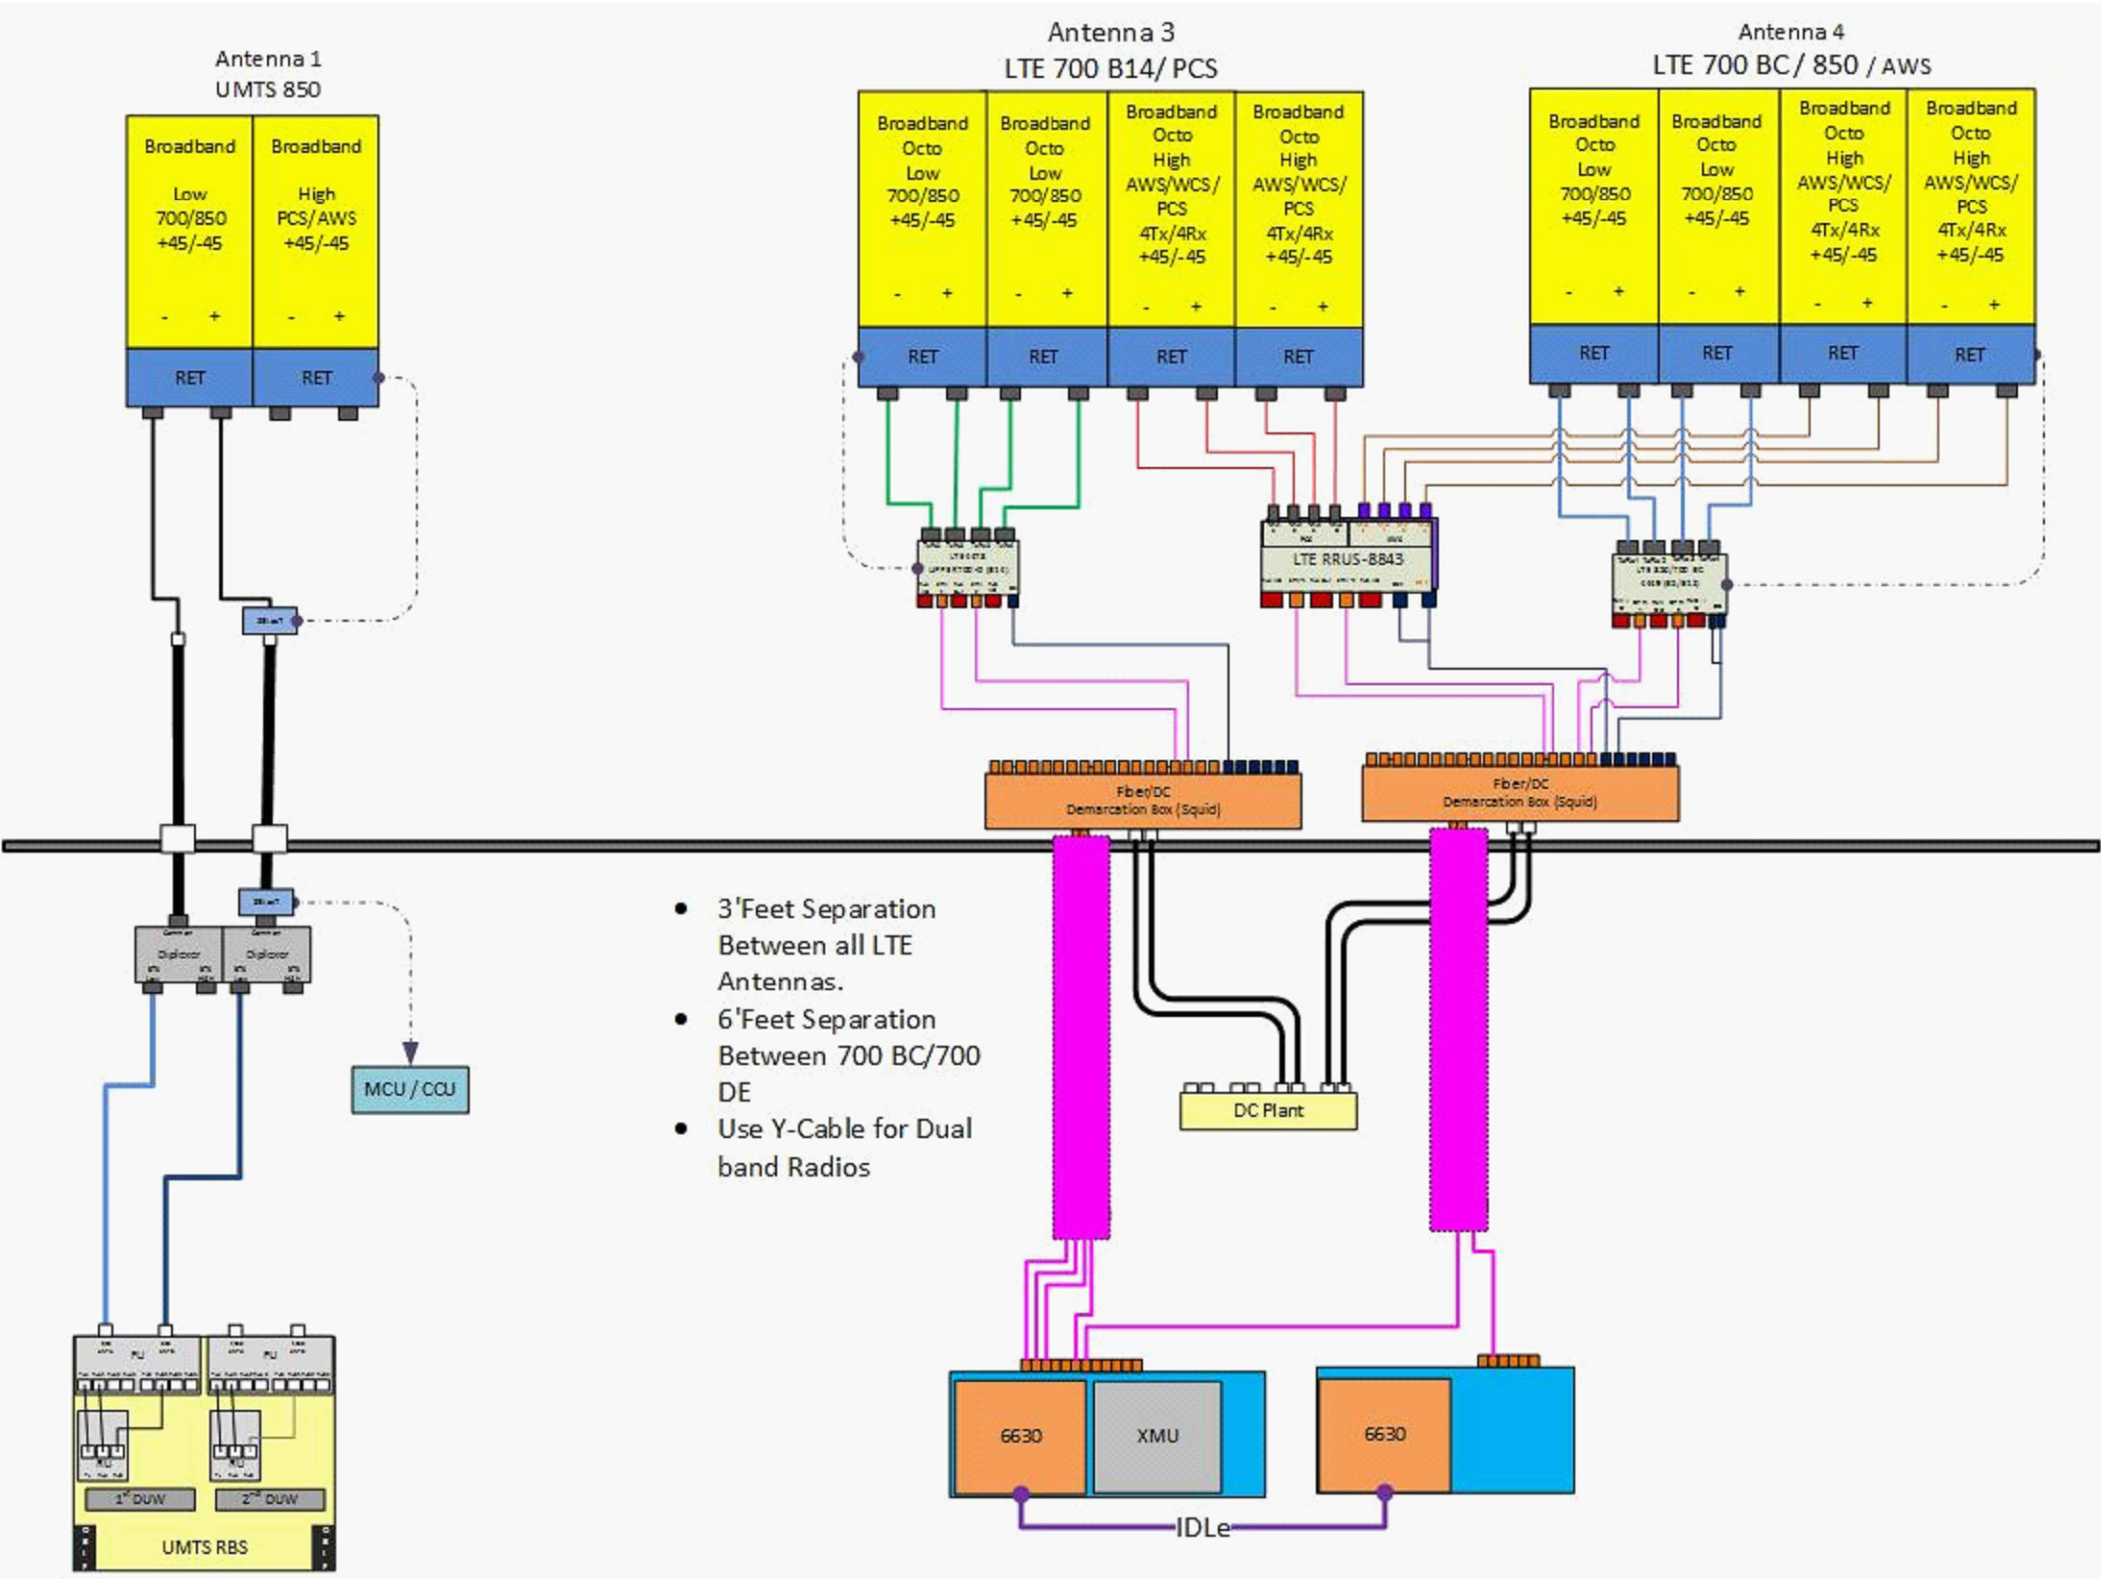 Antenna 1
UMTS 850
Antenna 3
LTE 700 B14/ PCS
Antenna 4
LTE 700 BC/ 850 / AWS
Broadband
Low
700/850
+45/-45
- +
RET
Broadband
High
PCS/AWS
+45/-45
- +
RET
Broadband
Octo
Low
700/850
+45/-45
- +
RET
Broadband
Octo
Low
700/850
+45/-45
- +
RET
Broadband
Octo
High
AWS/WCS/
PCS
4Tx/4Rx
+45/-45
- +
RET
Broadband
Octo
High
AWS/WCS/
PCS
4Tx/4Rx
+45/-45
- +
RET
Broadband
Octo
Low
700/850
+45/-45
- +
RET
Broadband
Octo
Low
700/850
+45/-45
- +
RET
Broadband
Octo
High
AWS/WCS/
PCS
4Tx/4Rx
+45/-45
- +
RET
Broadband
Octo
High
AWS/WCS/
PCS
4Tx/4Rx
+45/-45
- +
RET
LTE RRUS-8843
Fiber/DC
Demarcation Box (Squid)
Fiber/DC
Demarcation Box (Squid)
Diplexer
Diplexer
MCU / CCU
• 3'Feet Separation
Between all LTE
Antennas.
• 6'Feet Separation
Between 700 BC/700
DE
• Use Y-Cable for Dual
band Radios
DC Plant
6630
XMU
6630
IDLe
1st DUW
2nd DUW
UMTS RBS